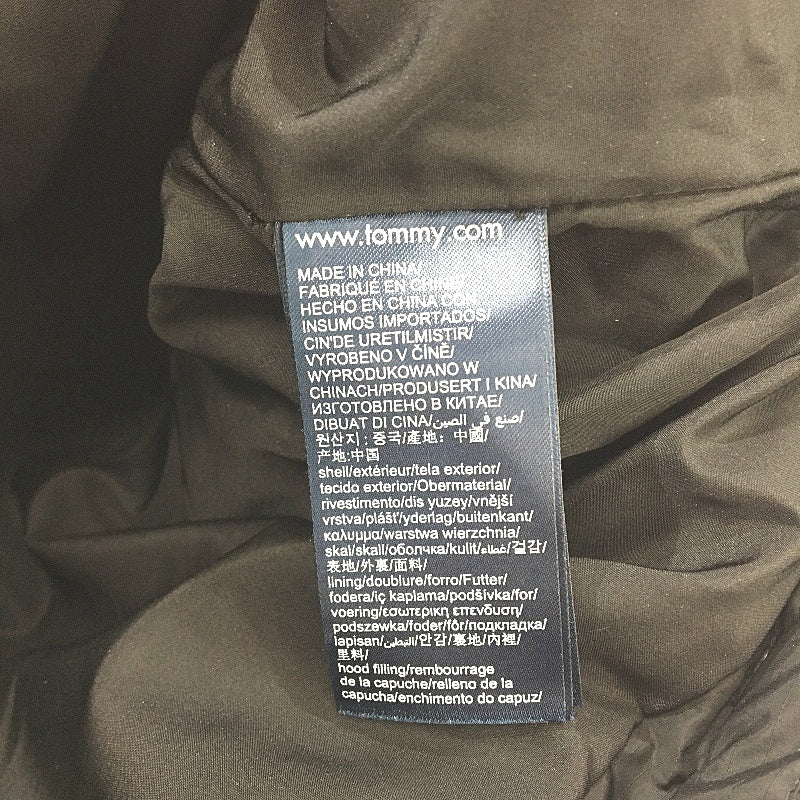 www.tommy.com
MADE IN CHINA/
FABRIQUÉ EN CHINE/
HECHO EN CHINA CON
INSUMOS IMPORTADOS/
CIN'DE URETILMISTIR/
VYROBENO V ČÍNĚ/
WYPRODUKOWANO W
CHINACH/PRODUSERT I KINA/
ИЗГОТОВЛЕНО В КИТАЕ/
DIBUAT DI CINA/صنع في الصين/
원산지 : 중국/產地：中國/
产地:中国
shell/extérieur/tela exterior/
tecido exterior/Obermaterial/
rivestimento/dis yuzey/vnější
vrstva/plášť/yderlag/buitenkant/
καλυμμα/warstwa wierzchnia/
skal/skall/оболчка/kulit/غطاء/겉감/
表地/外裏/面料/
lining/doublure/forro/Futter/
fodera/iç kaplama/podšívka/for/
voering/εσωτερικη επενδυση/
podszewka/foder/fôr/подкладка/
lapisan/التبطين/안감/裏地/內裡/
里料/
hood filling/rembourrage
de la capuche/relleno de la
capucha/enchimento do capuz/